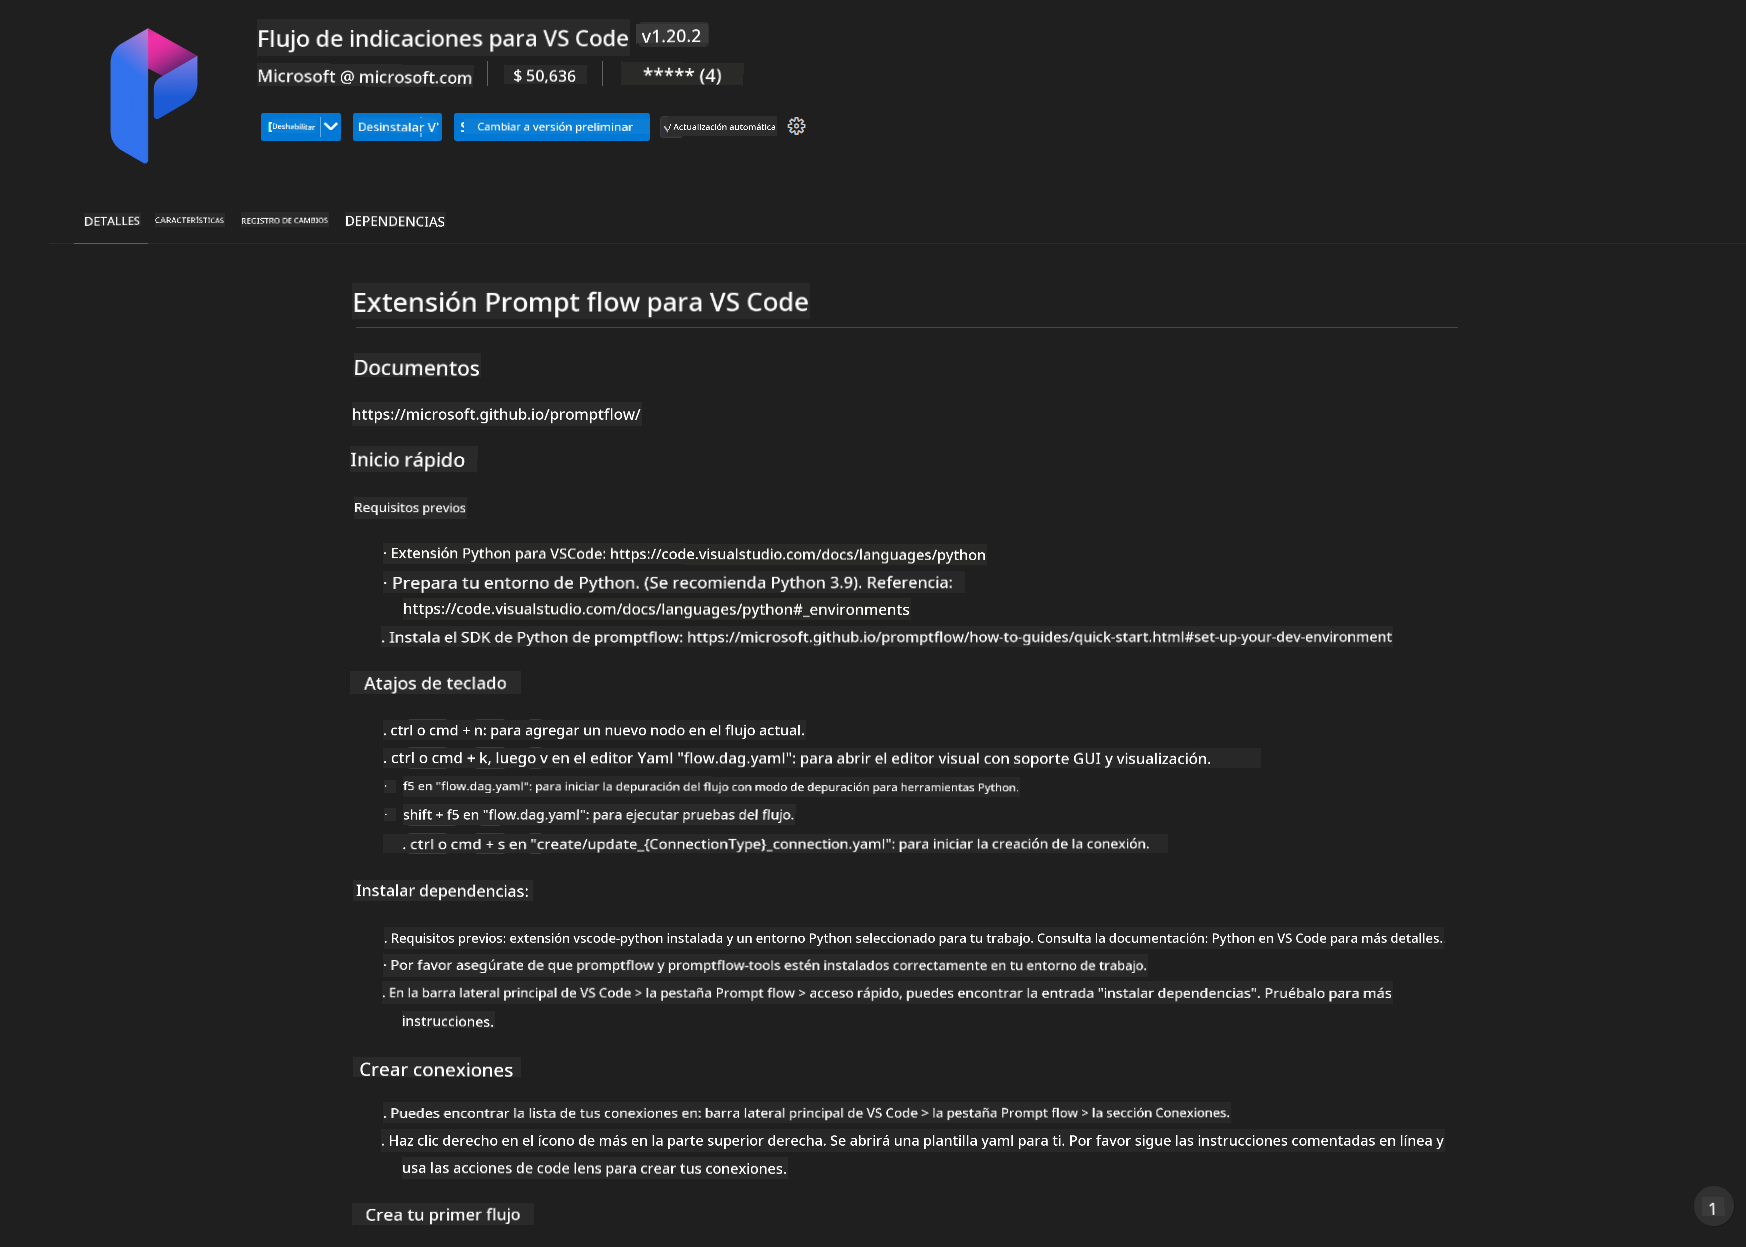 Flujo de indicaciones para VS Code v1.20.2
Microsoft @ microsoft.com $ 50,636 ***** (4)
Deshabilitar Desinstalar Cambiar a versión preliminar √ Actualización automática
DETALLES CARACTERÍSTICAS REGISTRO DE CAMBIOS DEPENDENCIAS
Extensión Prompt flow para VS Code
Documentos
https://microsoft.github.io/promptflow/
Inicio rápido
Requisitos previos
· Extensión Python para VSCode: https://code.visualstudio.com/docs/languages/python
· Prepara tu entorno de Python. (Se recomienda Python 3.9). Referencia:
https://code.visualstudio.com/docs/languages/python#_environments
. Instala el SDK de Python de promptflow: https://microsoft.github.io/promptflow/how-to-guides/quick-start.html#set-up-your-dev-environment
Atajos de teclado
. ctrl o cmd + n: para agregar un nuevo nodo en el flujo actual.
. ctrl o cmd + k, luego v en el editor Yaml "flow.dag.yaml": para abrir el editor visual con soporte GUI y visualización.
· f5 en "flow.dag.yaml": para iniciar la depuración del flujo con modo de depuración para herramientas Python.
· shift + f5 en "flow.dag.yaml": para ejecutar pruebas del flujo.
. ctrl o cmd + s en "create/update_{ConnectionType}_connection.yaml": para iniciar la creación de la conexión.
Instalar dependencias:
. Requisitos previos: extensión vscode-python instalada y un entorno Python seleccionado para tu trabajo. Consulta la documentación: Python en VS Code para más detalles.
· Por favor asegúrate de que promptflow y promptflow-tools estén instalados correctamente en tu entorno de trabajo.
. En la barra lateral principal de VS Code > la pestaña Prompt flow > acceso rápido, puedes encontrar la entrada "instalar dependencias". Pruébalo para más
instrucciones.
Crear conexiones
. Puedes encontrar la lista de tus conexiones en: barra lateral principal de VS Code > la pestaña Prompt flow > la sección Conexiones.
. Haz clic derecho en el ícono de más en la parte superior derecha. Se abrirá una plantilla yaml para ti. Por favor sigue las instrucciones comentadas en línea y
usa las acciones de code lens para crear tus conexiones.
Crea tu primer flujo
1